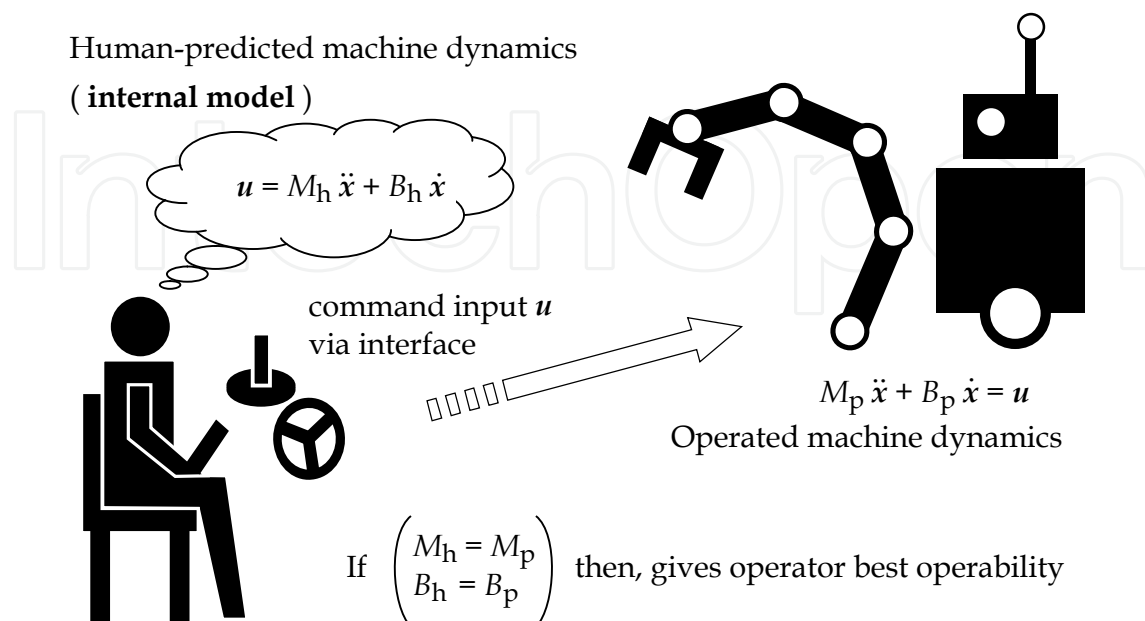 Human-predicted machine dynamics
( internal model )
u = Mh ẍ + Bh ẋ
command input u
via interface
Mp ẍ + Bp ẋ = u
Operated machine dynamics
If ( Mh = Mp
Bh = Bp ) then, gives operator best operability
IntechOpen